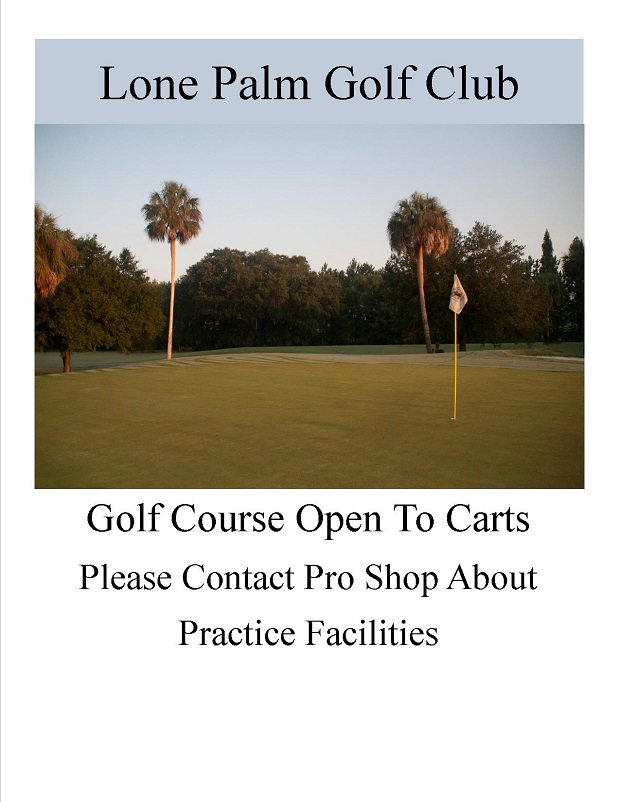 Lone Palm Golf Club
Golf Course Open To Carts
Please Contact Pro Shop About
Practice Facilities